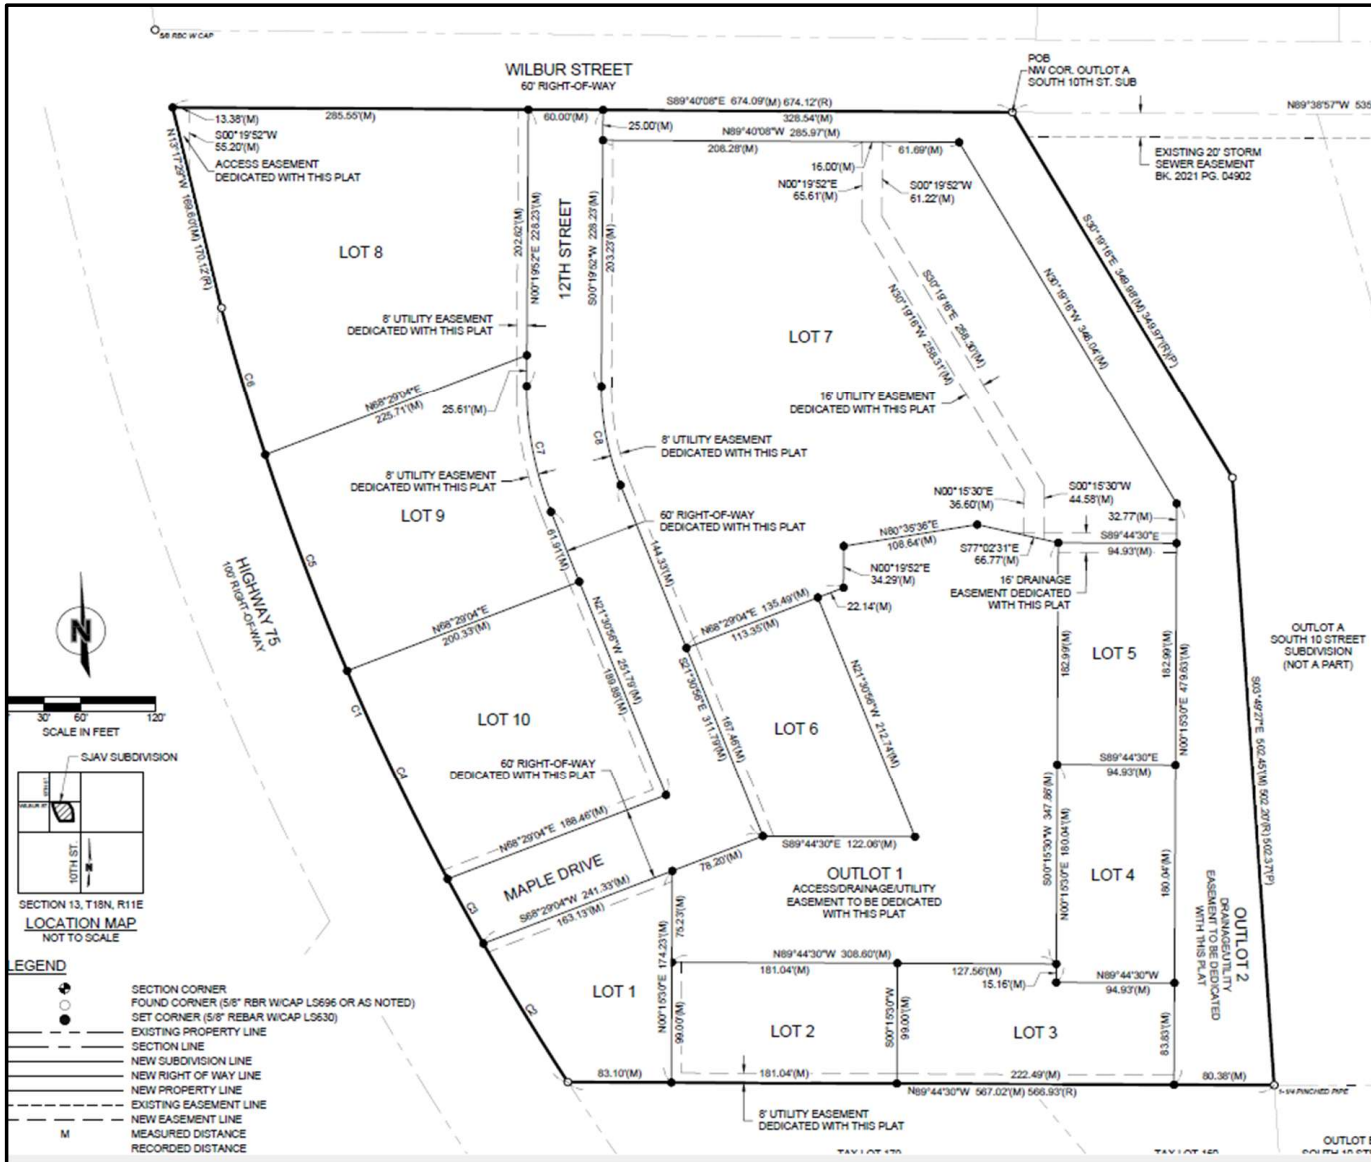 5/8 RBC W CAP
WILBUR STREET
60' RIGHT-OF-WAY
POB
NW COR. OUTLOT A
SOUTH 10TH ST. SUB
S89°40'08"E 674.09'(M) 674.12'(R)
N89°38'57"W 535
13.38'(M)
285.55'(M)
60.00'(M)
328.54'(M)
25.00'(M)
N89°40'08"W 285.97'(M)
S00°19'52"W
55.20'(M)
208.28'(M)
16.00'(M)
61.69'(M)
EXISTING 20' STORM
SEWER EASEMENT
BK. 2021 PG. 04902
ACCESS EASEMENT
DEDICATED WITH THIS PLAT
N13°17'29"W 169.60'(M) 170.12'(R)
N00°19'52"E
65.61'(M)
S00°19'52"W
61.22'(M)
202.62'(M)
N00°19'52"E 228.23'(M)
12TH STREET
S00°19'52"W 228.23'(M)
203.23'(M)
LOT 8
S30°19'16"E 349.98'(M) 349.97'(R)(P)
N30°19'16"W 346.04'(M)
S30°19'16"E 258.30'(M)
N30°19'16"W 258.31'(M)
8' UTILITY EASEMENT
DEDICATED WITH THIS PLAT
LOT 7
C6
N68°29'04"E
225.71'(M)
25.61'(M)
16' UTILITY EASEMENT
DEDICATED WITH THIS PLAT
C7
C8
8' UTILITY EASEMENT
DEDICATED WITH THIS PLAT
8' UTILITY EASEMENT
DEDICATED WITH THIS PLAT
LOT 9
N00°15'30"E
36.60'(M)
S00°15'30"W
44.58'(M)
60' RIGHT-OF-WAY
DEDICATED WITH THIS PLAT
32.77'(M)
N80°35'36"E
108.64'(M)
S89°44'30"E
94.93'(M)
S77°02'31"E
66.77'(M)
61.91'(M)
144.33'(M)
C5
HIGHWAY 75
100' RIGHT-OF-WAY
N00°19'52"E
34.29'(M)
16' DRAINAGE
EASEMENT DEDICATED
WITH THIS PLAT
22.14'(M)
N68°29'04"E 135.49'(M)
113.35'(M)
N
N68°29'04"E
200.33'(M)
OUTLOT A
SOUTH 10 STREET
SUBDIVISION
(NOT A PART)
LOT 5
182.99'(M)
182.99'(M)
N00°15'30"E 479.63'(M)
N21°30'56"W 251.79'(M)
189.88'(M)
S21°30'56"E 311.79'(M)
167.46'(M)
N21°30'56"W 212.74'(M)
S03°49'27"E 502.45'(M) 502.20'(R) 502.37'(P)
30' 60' 120'
SCALE IN FEET
C1
LOT 10
LOT 6
SJAV SUBDIVISION
C4
60' RIGHT-OF-WAY
DEDICATED WITH THIS PLAT
S89°44'30"E
94.93'(M)
WILBUR ST
10TH ST.
N
N68°29'04"E 188.46'(M)
S89°44'30"E 122.06'(M)
S00°15'30"W 347.86'(M)
N00°15'30"E 180.04'(M)
180.04'(M)
MAPLE DRIVE
78.20'(M)
OUTLOT 1
ACCESS/DRAINAGE/UTILITY
EASEMENT TO BE DEDICATED
WITH THIS PLAT
LOT 4
SECTION 13, T18N, R11E
LOCATION MAP
NOT TO SCALE
C3
S68°29'04"W 241.33'(M)
163.13'(M)
75.23'(M)
N00°15'30"E 174.23'(M)
OUTLOT 2
DRAINAGE/UTILITY
EASEMENT TO BE DEDICATED
WITH THIS PLAT
N89°44'30"W 308.60'(M)
181.04'(M)
127.56'(M)
15.16'(M)
N89°44'30"W
94.93'(M)
LEGEND
SECTION CORNER
FOUND CORNER (5/8" RBR W/CAP LS696 OR AS NOTED)
SET CORNER (5/8" REBAR W/CAP LS630)
EXISTING PROPERTY LINE
SECTION LINE
NEW SUBDIVISION LINE
NEW RIGHT OF WAY LINE
NEW PROPERTY LINE
EXISTING EASEMENT LINE
NEW EASEMENT LINE
M MEASURED DISTANCE
RECORDED DISTANCE
LOT 1
99.00'(M)
LOT 2
S00°15'30"W
99.00'(M)
LOT 3
83.83'(M)
83.10'(M)
181.04'(M)
222.49'(M)
80.38'(M)
N89°44'30"W 567.02'(M) 566.93'(R)
1-1/4 PINCHED PIPE
8' UTILITY EASEMENT
DEDICATED WITH THIS PLAT
TAX LOT 170
TAX LOT 160
OUTLOT
SOUTH 10 ST